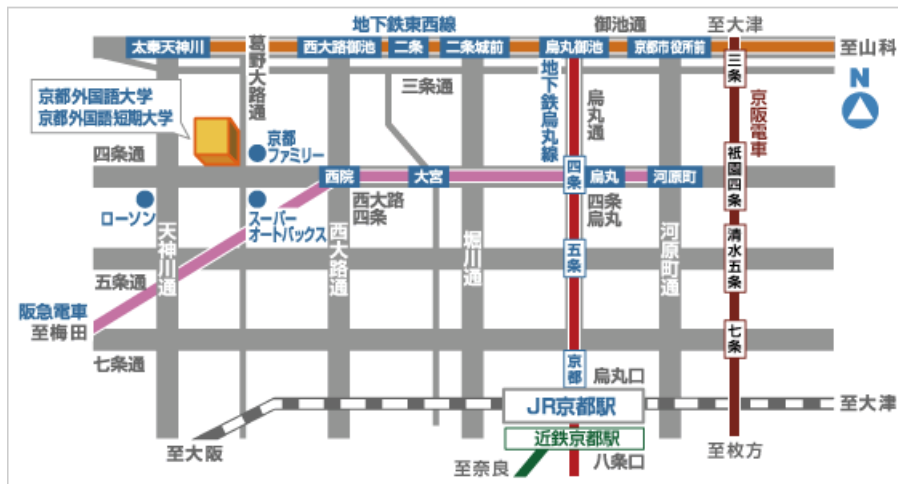 地下鉄東西線
御池通
至大津
太秦天神川
葛野大路通
西大路御池
二条
二条城前
烏丸御池
京都市役所前
三条
至山科
N
京都外国語大学
京都外国語短期大学
三条通
地下鉄烏丸線
烏丸通
京阪電車
四条通
京都
ファミリー
西院
大宮
四条
烏丸
河原町
祇園四条
ローソン
天神川通
スーパー
オートバックス
西大路
四条
西大路通
堀川通
四条
烏丸
河原町通
清水五条
五条
五条通
阪急電車
至梅田
七条通
七条
京都
烏丸口
JR京都駅
至大津
近鉄京都駅
至大阪
至奈良
八条口
至枚方